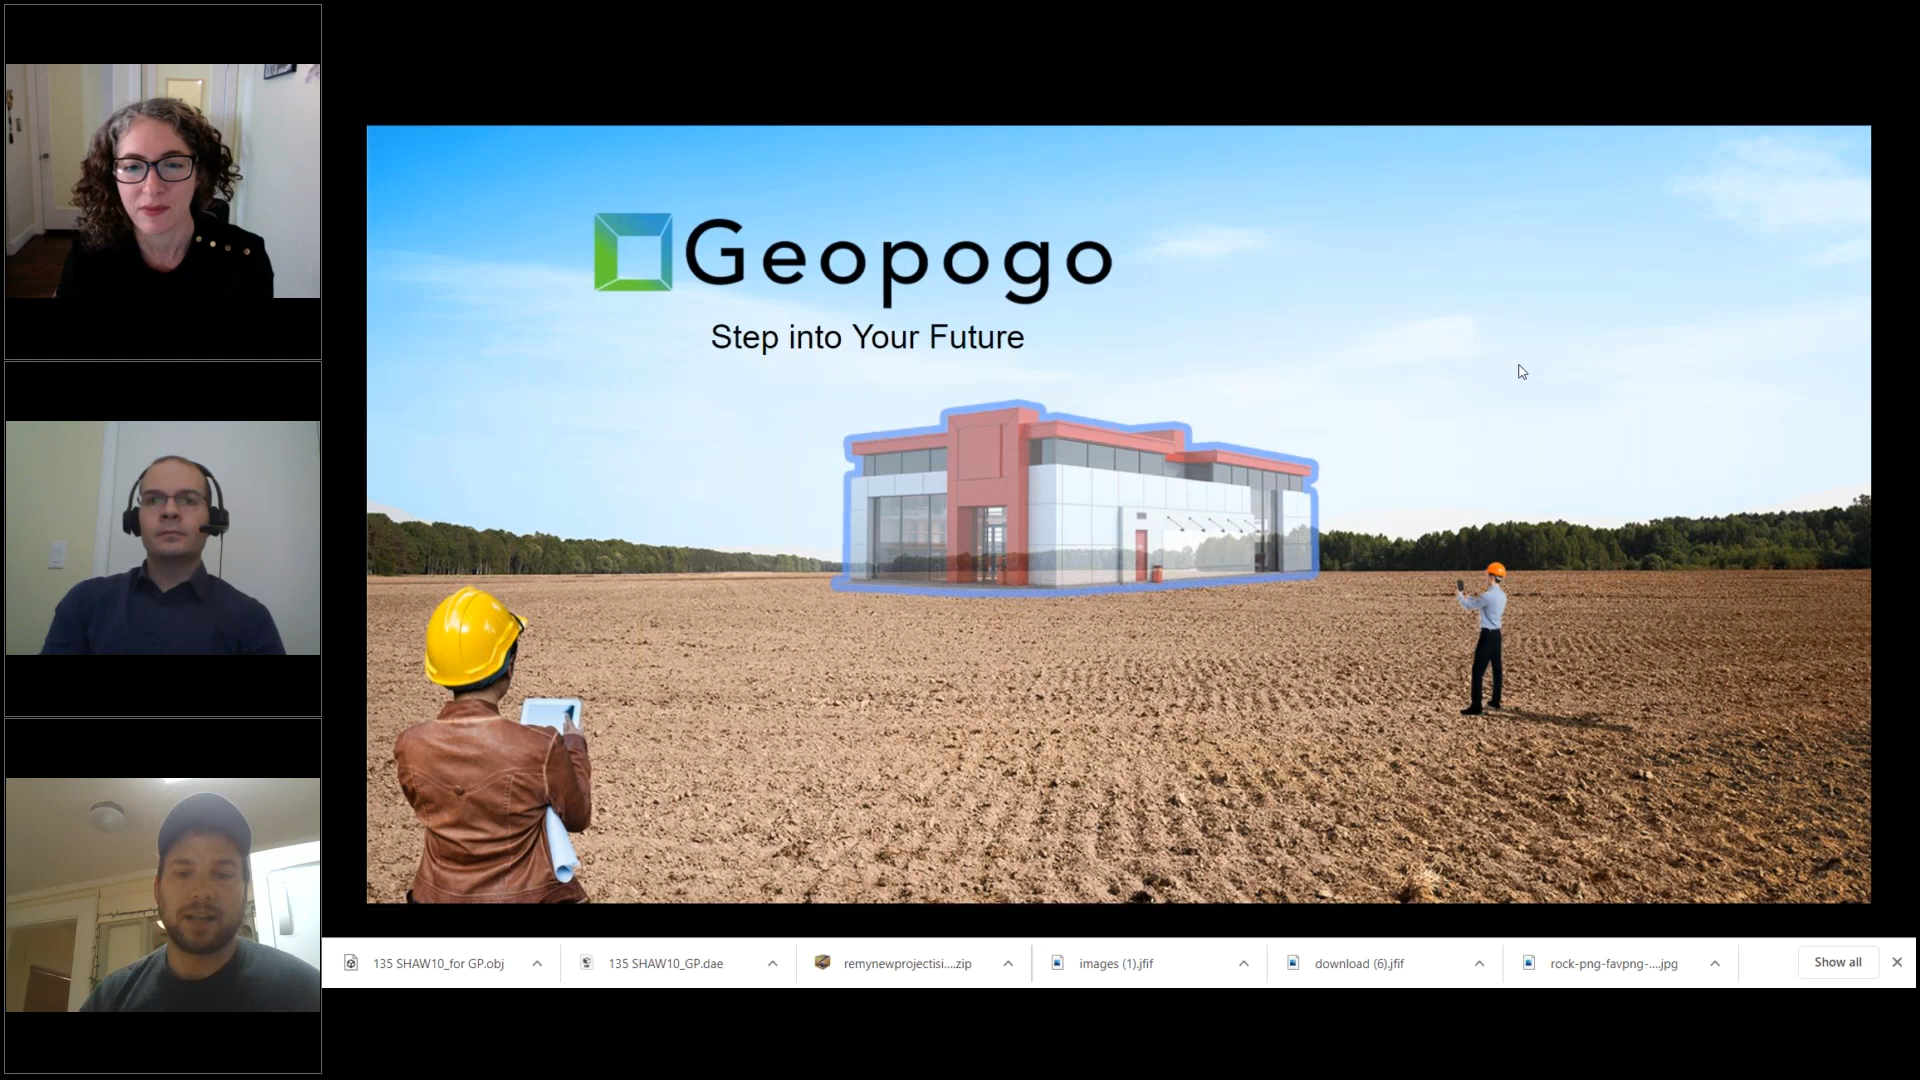 Geopogo
Step into Your Future
135 SHAW10_for GP.obj
135 SHAW10_GP.dae
remynewprojectisi....zip
images (1).jfif
download (6).jfif
rock-png-favpng-....jpg
Show all